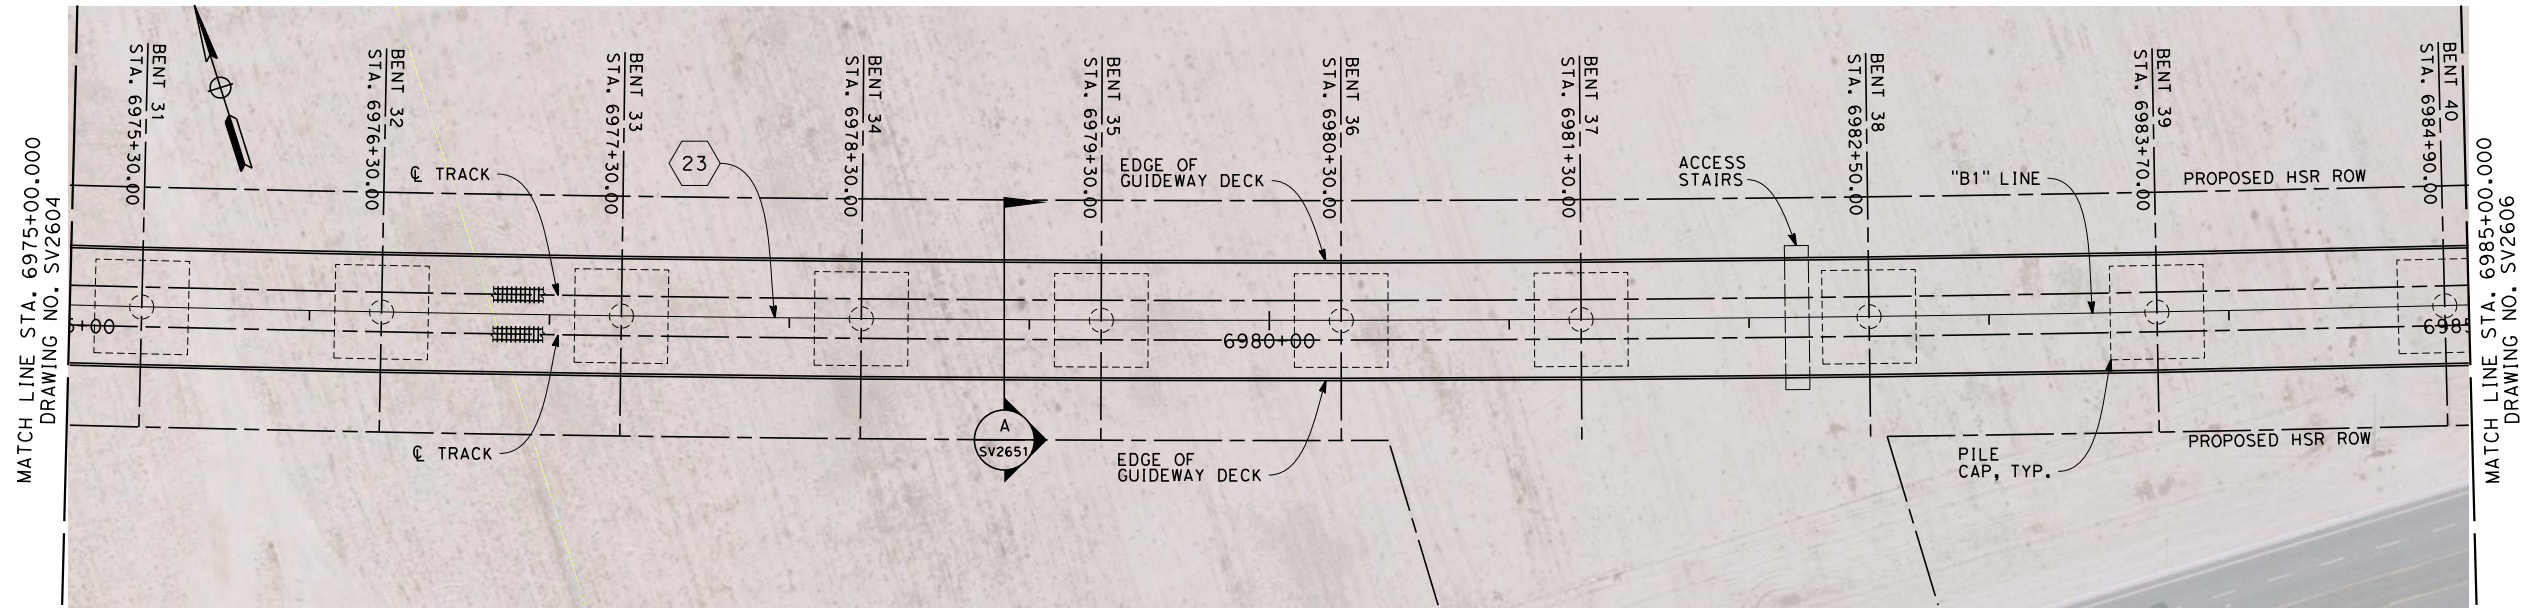 MATCH LINE STA. 6975+00.000
DRAWING NO. SV2604
BENT 31
STA. 6975+30.00
BENT 32
STA. 6976+30.00
BENT 33
STA. 6977+30.00
BENT 34
STA. 6978+30.00
BENT 35
STA. 6979+30.00
BENT 36
STA. 6980+30.00
BENT 37
STA. 6981+30.00
BENT 38
STA. 6982+50.00
BENT 39
STA. 6983+70.00
BENT 40
STA. 6984+90.00
℄ TRACK
23
EDGE OF
GUIDEWAY DECK
ACCESS
STAIRS
"B1" LINE
PROPOSED HSR ROW
5+00
6980+00
6985
℄ TRACK
A
SV2651
EDGE OF
GUIDEWAY DECK
PILE
CAP, TYP.
PROPOSED HSR ROW
MATCH LINE STA. 6985+00.000
DRAWING NO. SV2606